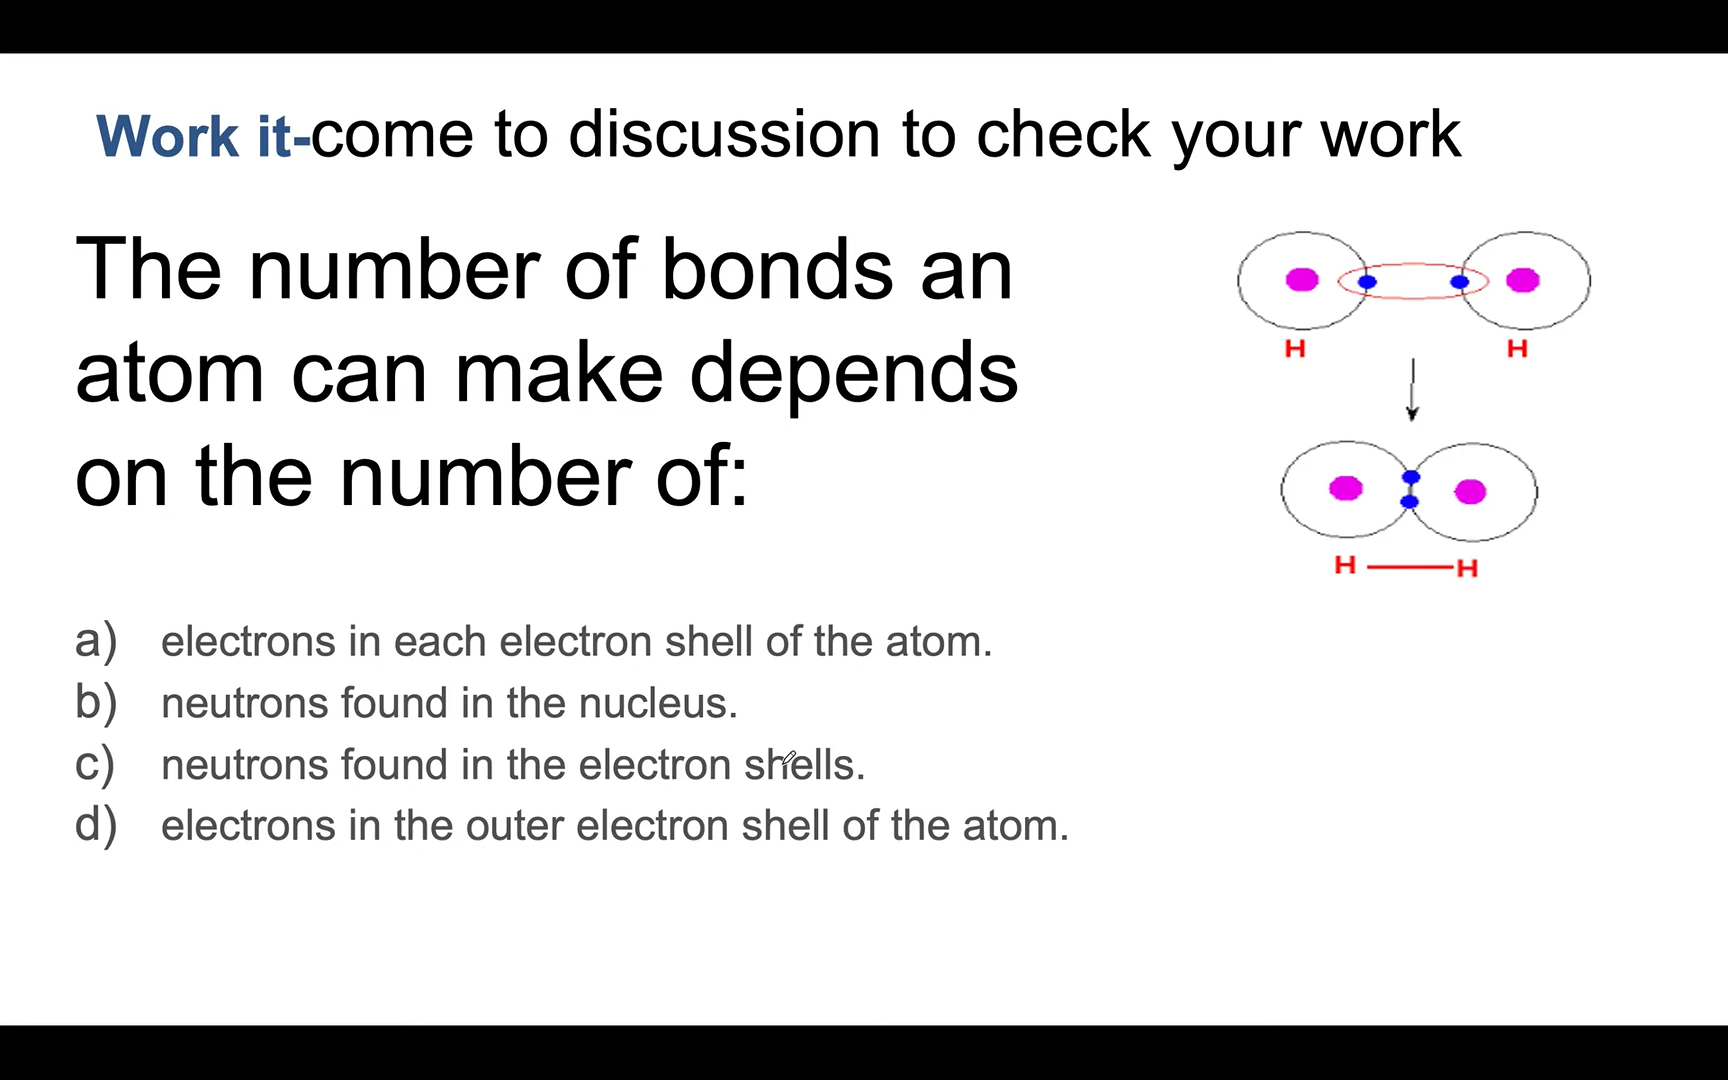 Work it-come to discussion to check your work
The number of bonds an
atom can make depends
on the number of:
H H
H H
a) electrons in each electron shell of the atom.
b) neutrons found in the nucleus.
c) neutrons found in the electron shells.
d) electrons in the outer electron shell of the atom.